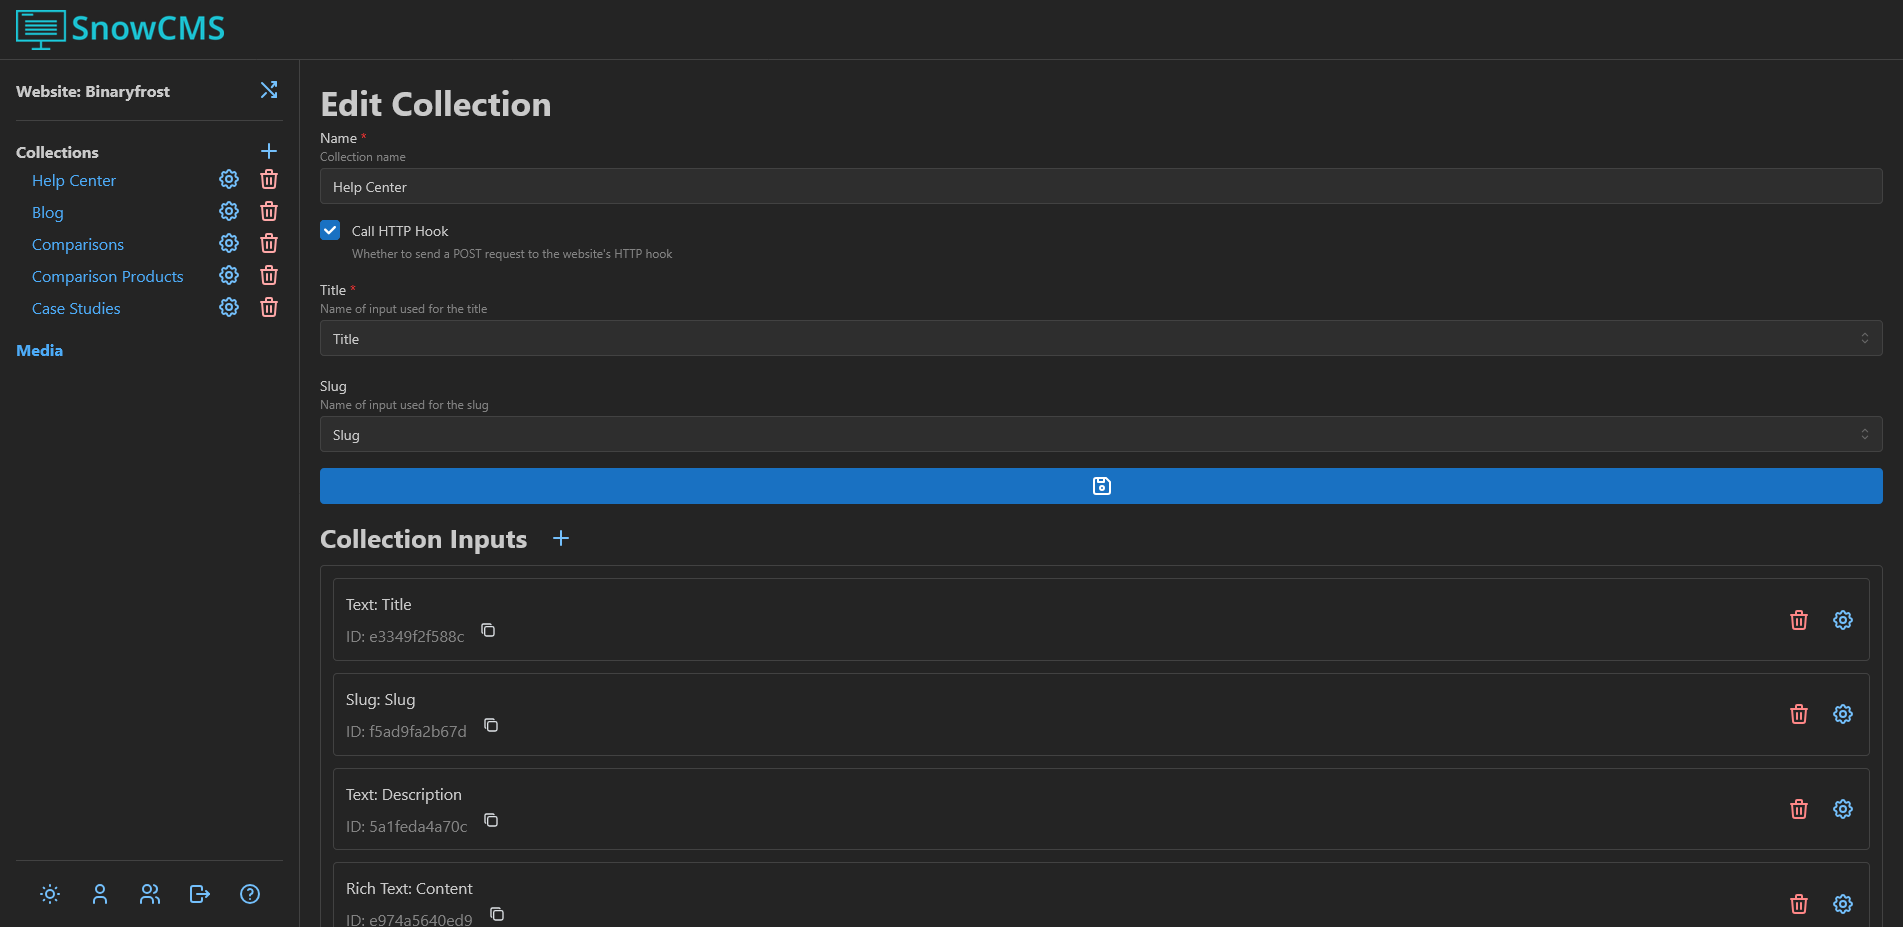 SnowCMS
Website: Binaryfrost
Collections
Help Center
Blog
Comparisons
Comparison Products
Case Studies
Media
Edit Collection
Name *
Collection name
Help Center
Call HTTP Hook
Whether to send a POST request to the website's HTTP hook
Title *
Name of input used for the title
Title
Slug
Name of input used for the slug
Slug
Collection Inputs
Text: Title
ID: e3349f2f588c
Slug: Slug
ID: f5ad9fa2b67d
Text: Description
ID: 5a1feda4a70c
Rich Text: Content
ID: e974a5640ed9